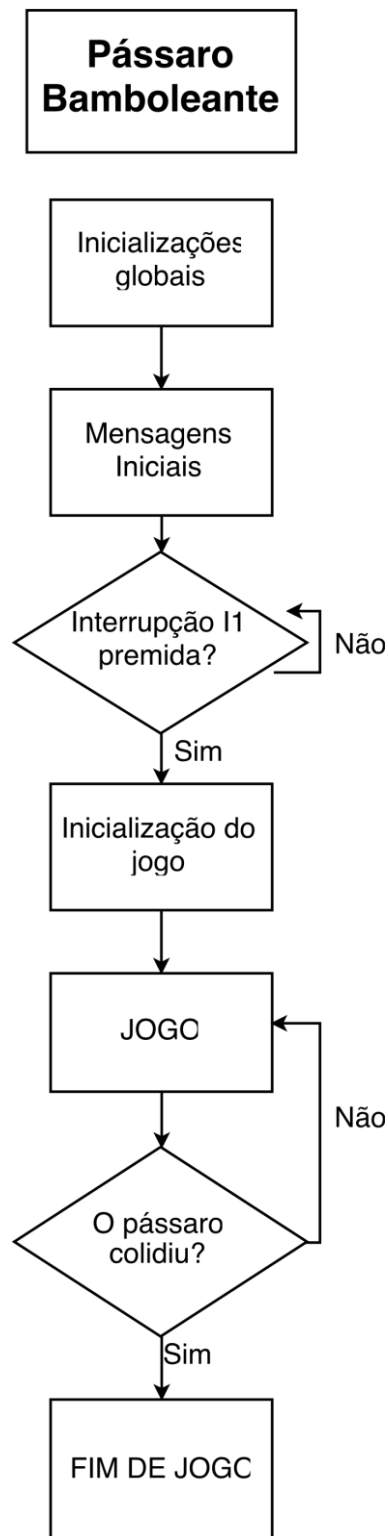 Pássaro
Bamboleante
Inicializações
globais
Mensagens
Iniciais
Interrupção I1
premida?
Não
Sim
Inicialização do
jogo
JOGO
Não
O pássaro
colidiu?
Sim
FIM DE JOGO